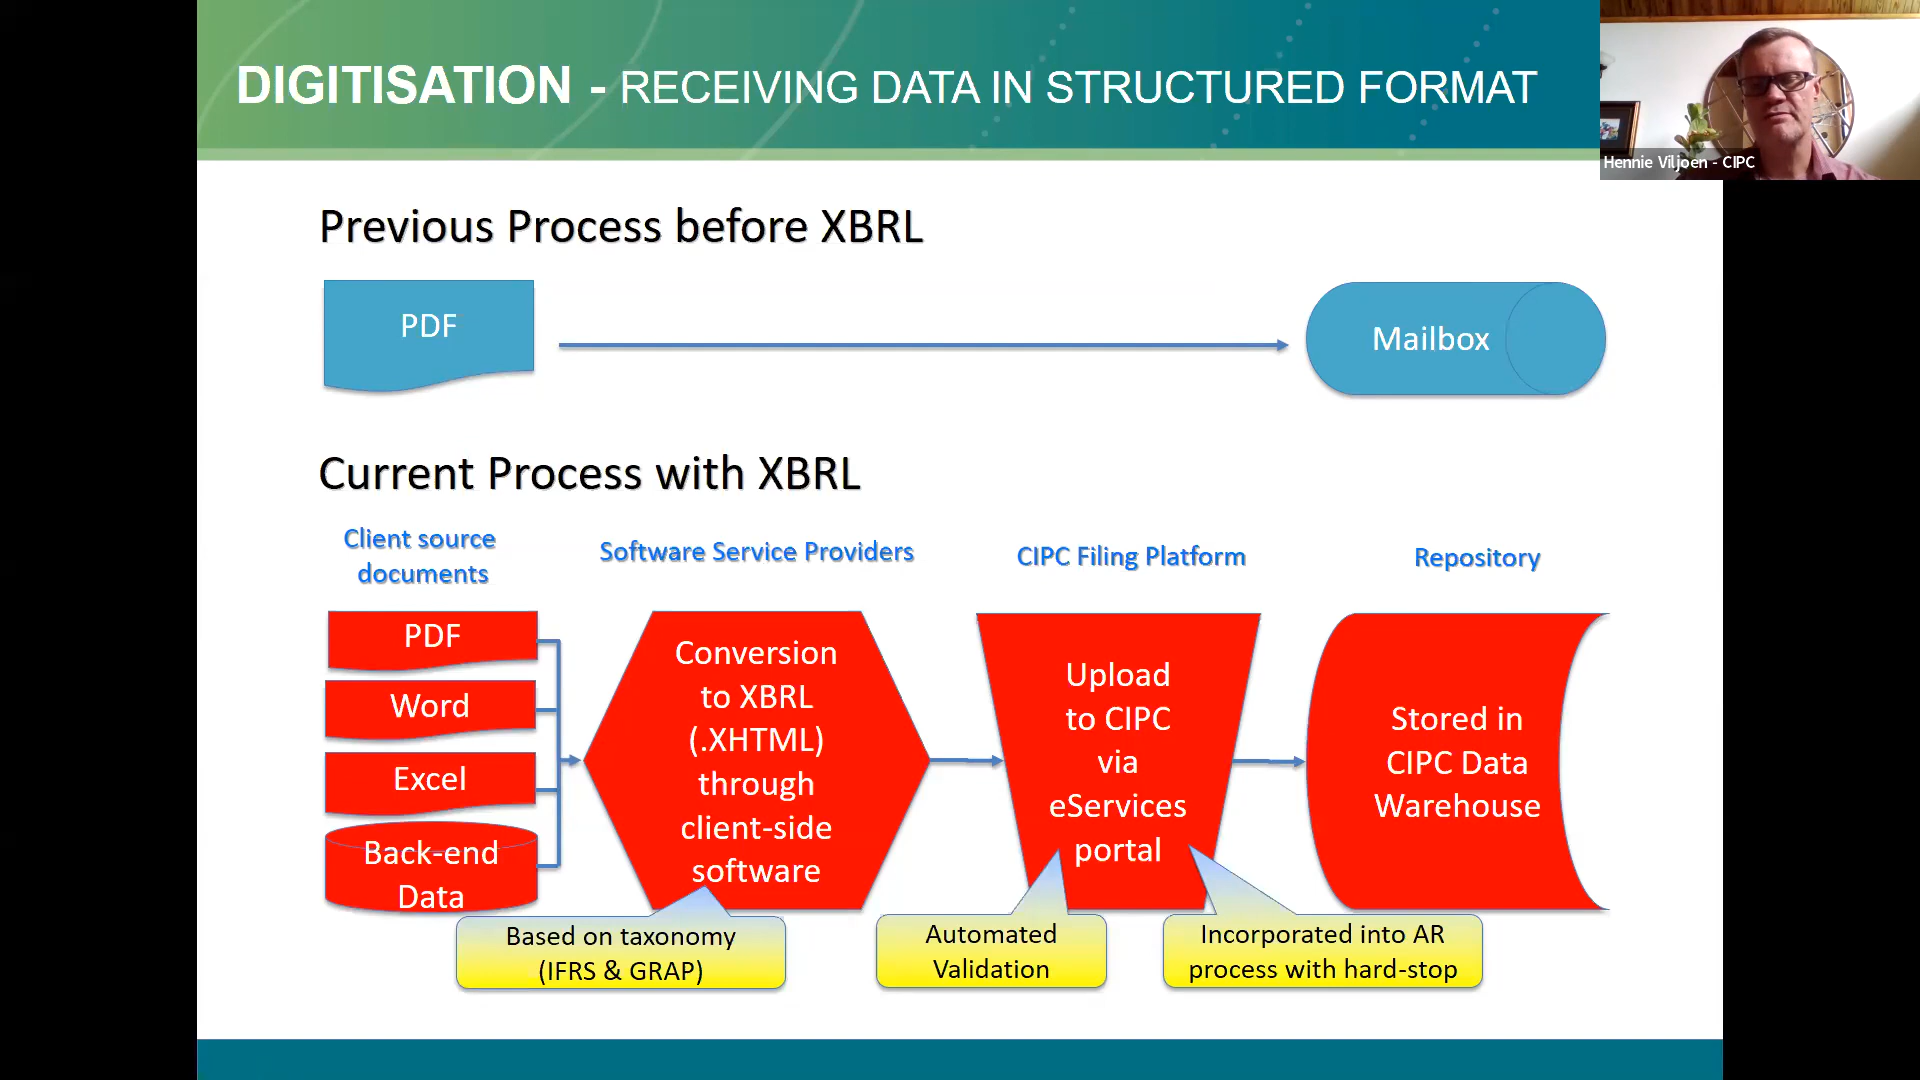 DIGITISATION - RECEIVING DATA IN STRUCTURED FORMAT
Hennie Viljoen - CIPC
Previous Process before XBRL
PDF
Mailbox
Current Process with XBRL
Client source
documents
Software Service Providers
CIPC Filing Platform
Repository
PDF
Word
Excel
Back-end
Data
Conversion
to XBRL
(.XHTML)
through
client-side
software
Upload
to CIPC
via
eServices
portal
Stored in
CIPC Data
Warehouse
Based on taxonomy
(IFRS & GRAP)
Automated
Validation
Incorporated into AR
process with hard-stop